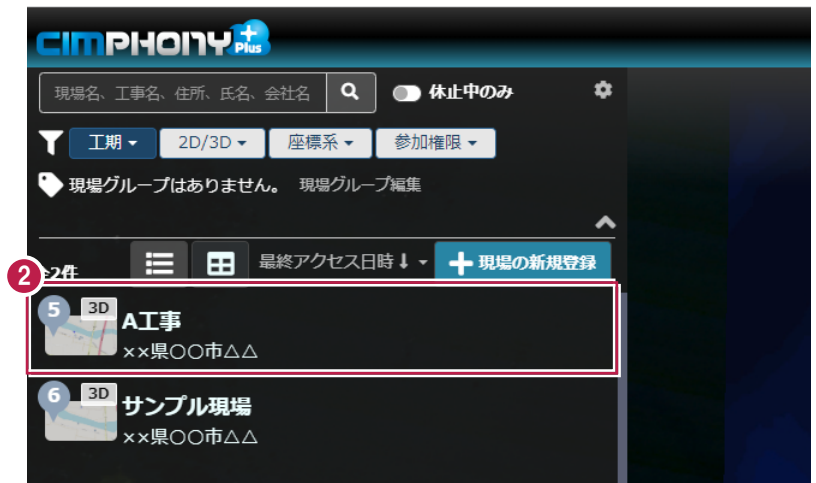 CIMPHONY Plus
現場名、工事名、住所、氏名、会社名 休止中のみ
工期 2D/3D 座標系 参加権限
現場グループはありません。 現場グループ編集
全2件 最終アクセス日時↓ 現場の新規登録
2
5 3D A工事
××県〇〇市△△
6 3D サンプル現場
××県〇〇市△△